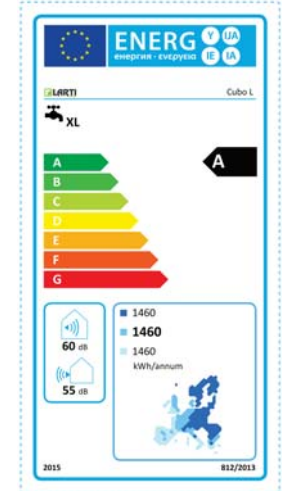 ENERG Y IJA
енергия · ενεργεια IE IA
LARTI Cubo L
XL
A A
B
C
D
E
F
G
60 dB
55 dB
1460
1460
1460
kWh/annum
2015 812/2013